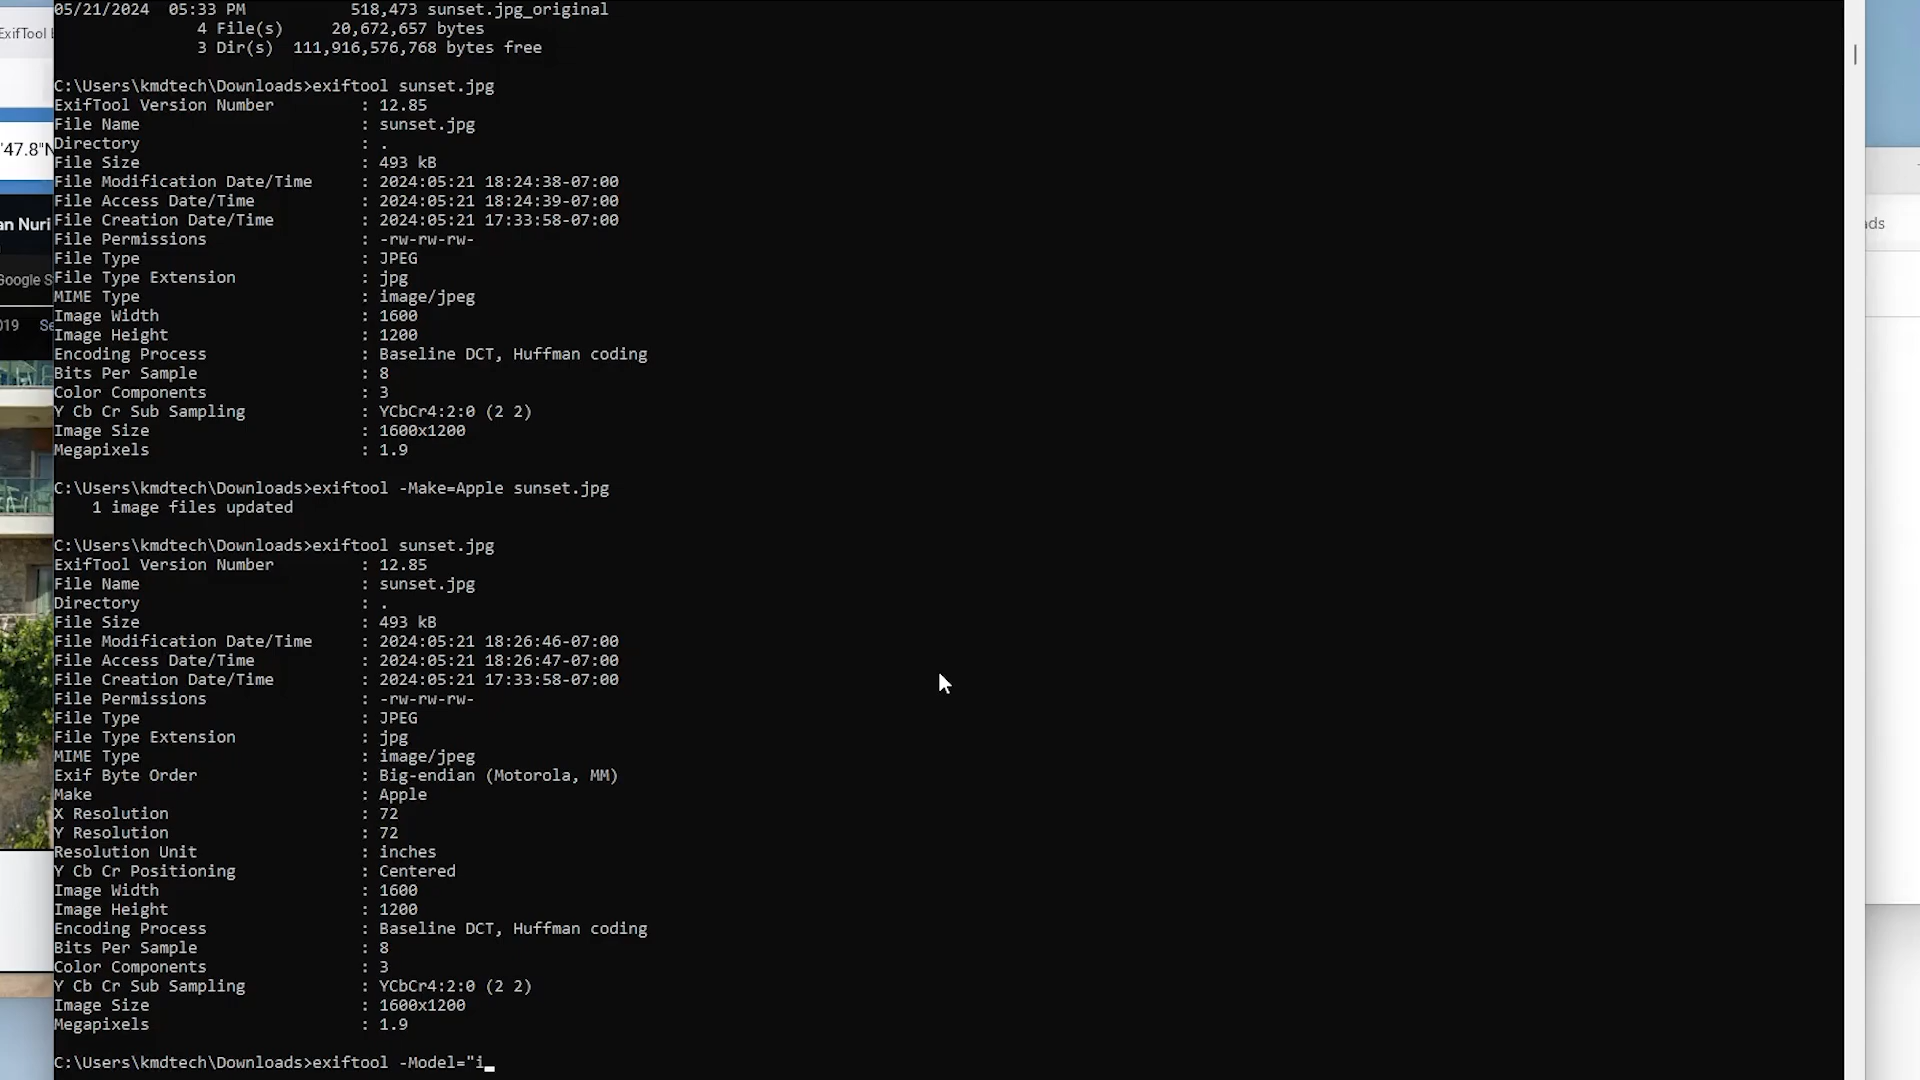 05/21/2024  05:33 PM           518,473 sunset.jpg_original
               4 File(s)     20,672,657 bytes
               3 Dir(s)  111,916,576,768 bytes free
C:\Users\kmdtech\Downloads>exiftool sunset.jpg
ExifTool Version Number         : 12.85
File Name                       : sunset.jpg
Directory                       : .
File Size                       : 493 kB
File Modification Date/Time     : 2024:05:21 18:24:38-07:00
File Access Date/Time           : 2024:05:21 18:24:39-07:00
File Creation Date/Time         : 2024:05:21 17:33:58-07:00
File Permissions                : -rw-rw-rw-
File Type                       : JPEG
File Type Extension             : jpg
MIME Type                       : image/jpeg
Image Width                     : 1600
Image Height                    : 1200
Encoding Process                : Baseline DCT, Huffman coding
Bits Per Sample                 : 8
Color Components                : 3
Y Cb Cr Sub Sampling            : YCbCr4:2:0 (2 2)
Image Size                      : 1600x1200
Megapixels                      : 1.9
C:\Users\kmdtech\Downloads>exiftool -Make=Apple sunset.jpg
    1 image files updated
C:\Users\kmdtech\Downloads>exiftool sunset.jpg
ExifTool Version Number         : 12.85
File Name                       : sunset.jpg
Directory                       : .
File Size                       : 493 kB
File Modification Date/Time     : 2024:05:21 18:26:46-07:00
File Access Date/Time           : 2024:05:21 18:26:47-07:00
File Creation Date/Time         : 2024:05:21 17:33:58-07:00
File Permissions                : -rw-rw-rw-
File Type                       : JPEG
File Type Extension             : jpg
MIME Type                       : image/jpeg
Exif Byte Order                 : Big-endian (Motorola, MM)
Make                            : Apple
X Resolution                    : 72
Y Resolution                    : 72
Resolution Unit                 : inches
Y Cb Cr Positioning             : Centered
Image Width                     : 1600
Image Height                    : 1200
Encoding Process                : Baseline DCT, Huffman coding
Bits Per Sample                 : 8
Color Components                : 3
Y Cb Cr Sub Sampling            : YCbCr4:2:0 (2 2)
Image Size                      : 1600x1200
Megapixels                      : 1.9
C:\Users\kmdtech\Downloads>exiftool -Model="i
ExifTool
'47.8"N
an Nuri
Google S
019 Se
ads